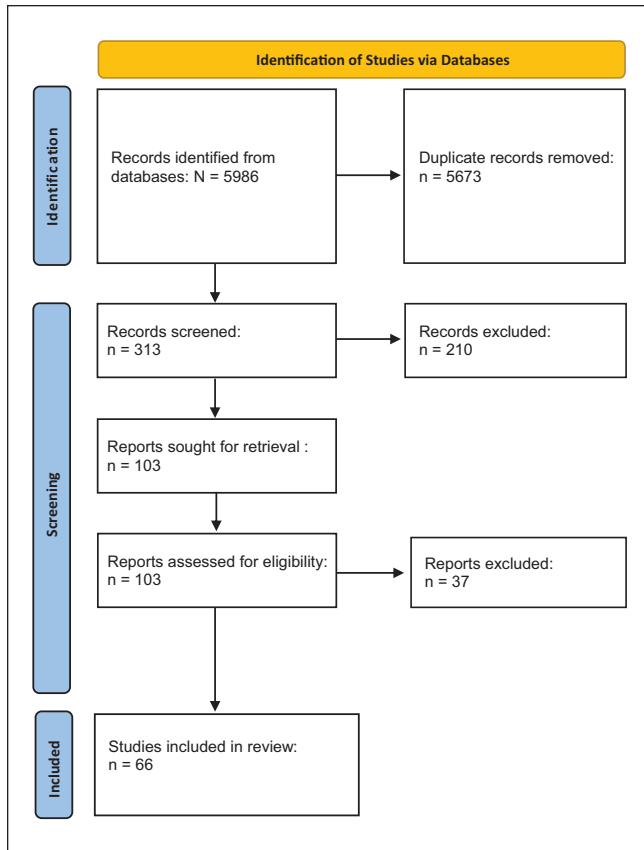 Identification of Studies via Databases
Identification
Records identified from
databases: N = 5986
Duplicate records removed:
n = 5673
Screening
Records screened:
n = 313
Records excluded:
n = 210
Reports sought for retrieval :
n = 103
Reports assessed for eligibility:
n = 103
Reports excluded:
n = 37
Included
Studies included in review:
n = 66